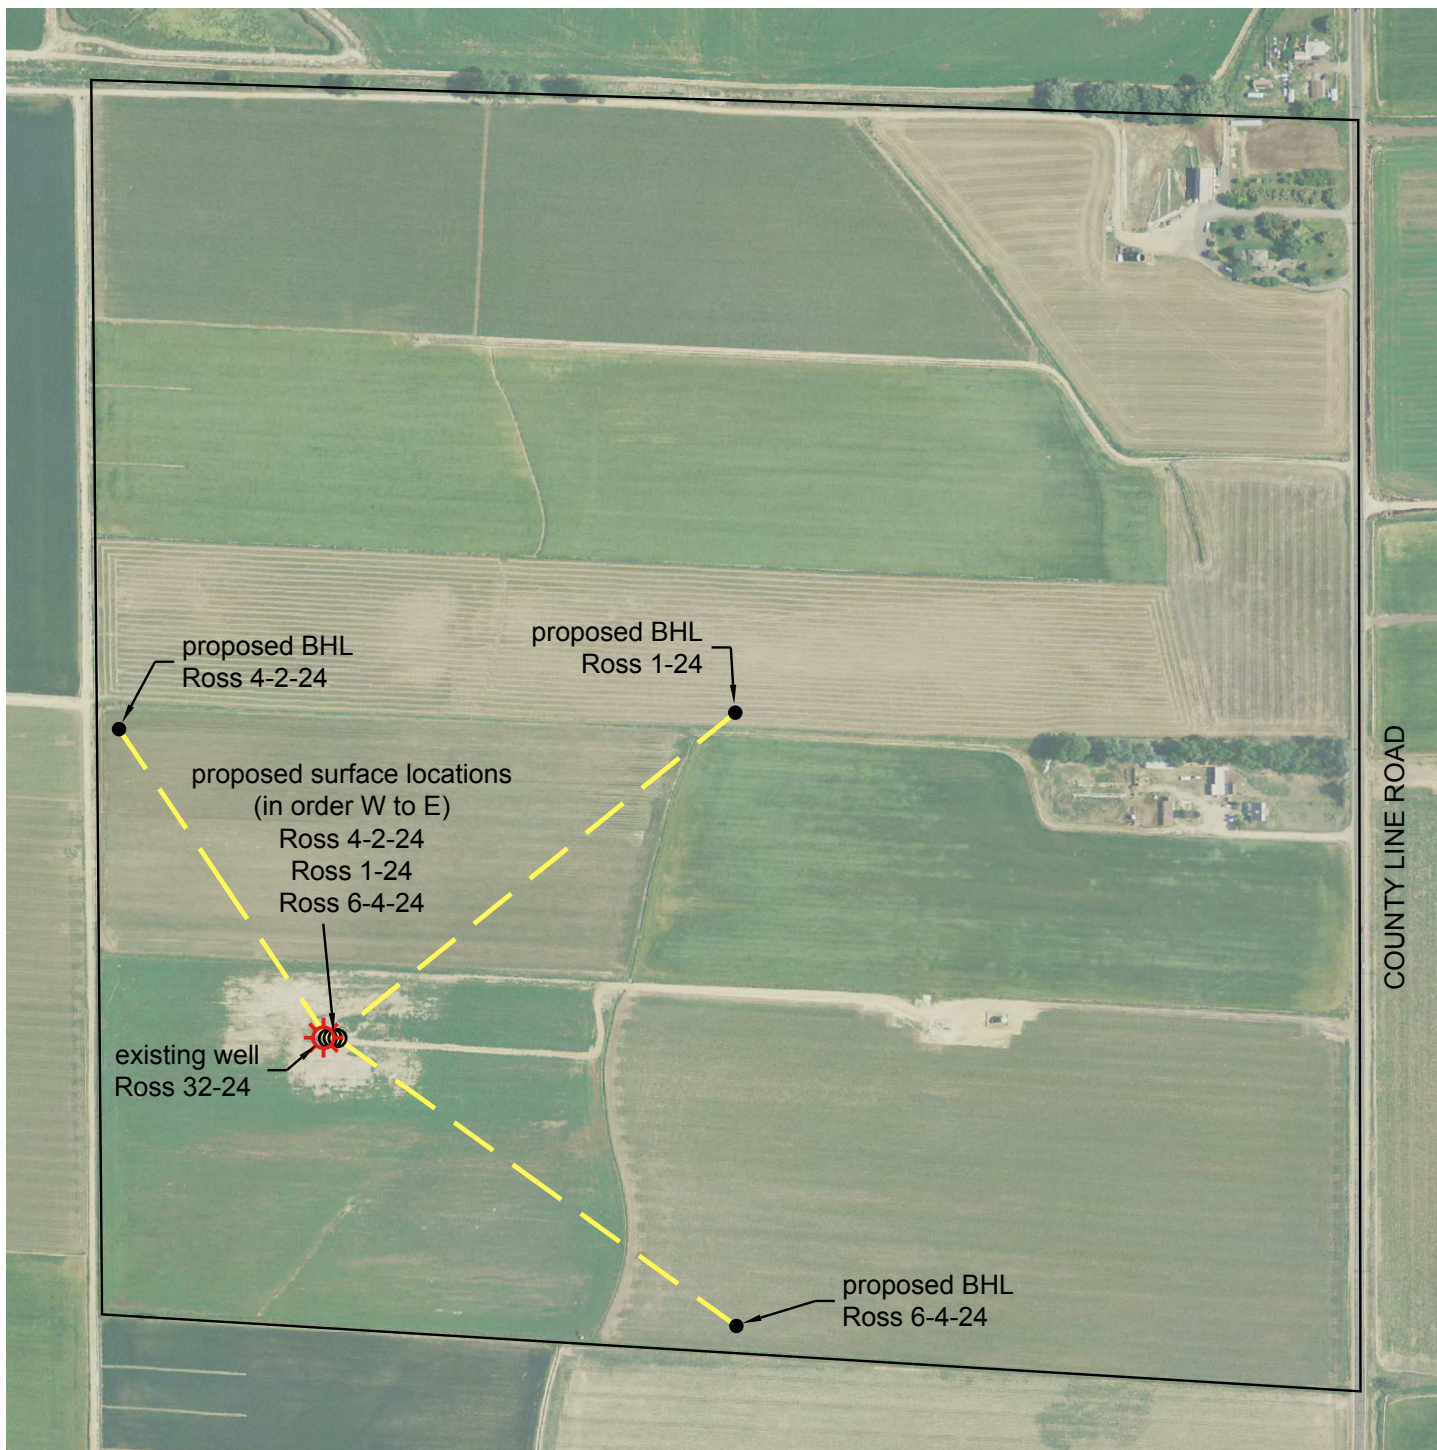 proposed BHL
Ross 4-2-24
proposed BHL
Ross 1-24
proposed surface locations
(in order W to E)
Ross 4-2-24
Ross 1-24
Ross 6-4-24
COUNTY LINE ROAD
existing well
Ross 32-24
proposed BHL
Ross 6-4-24